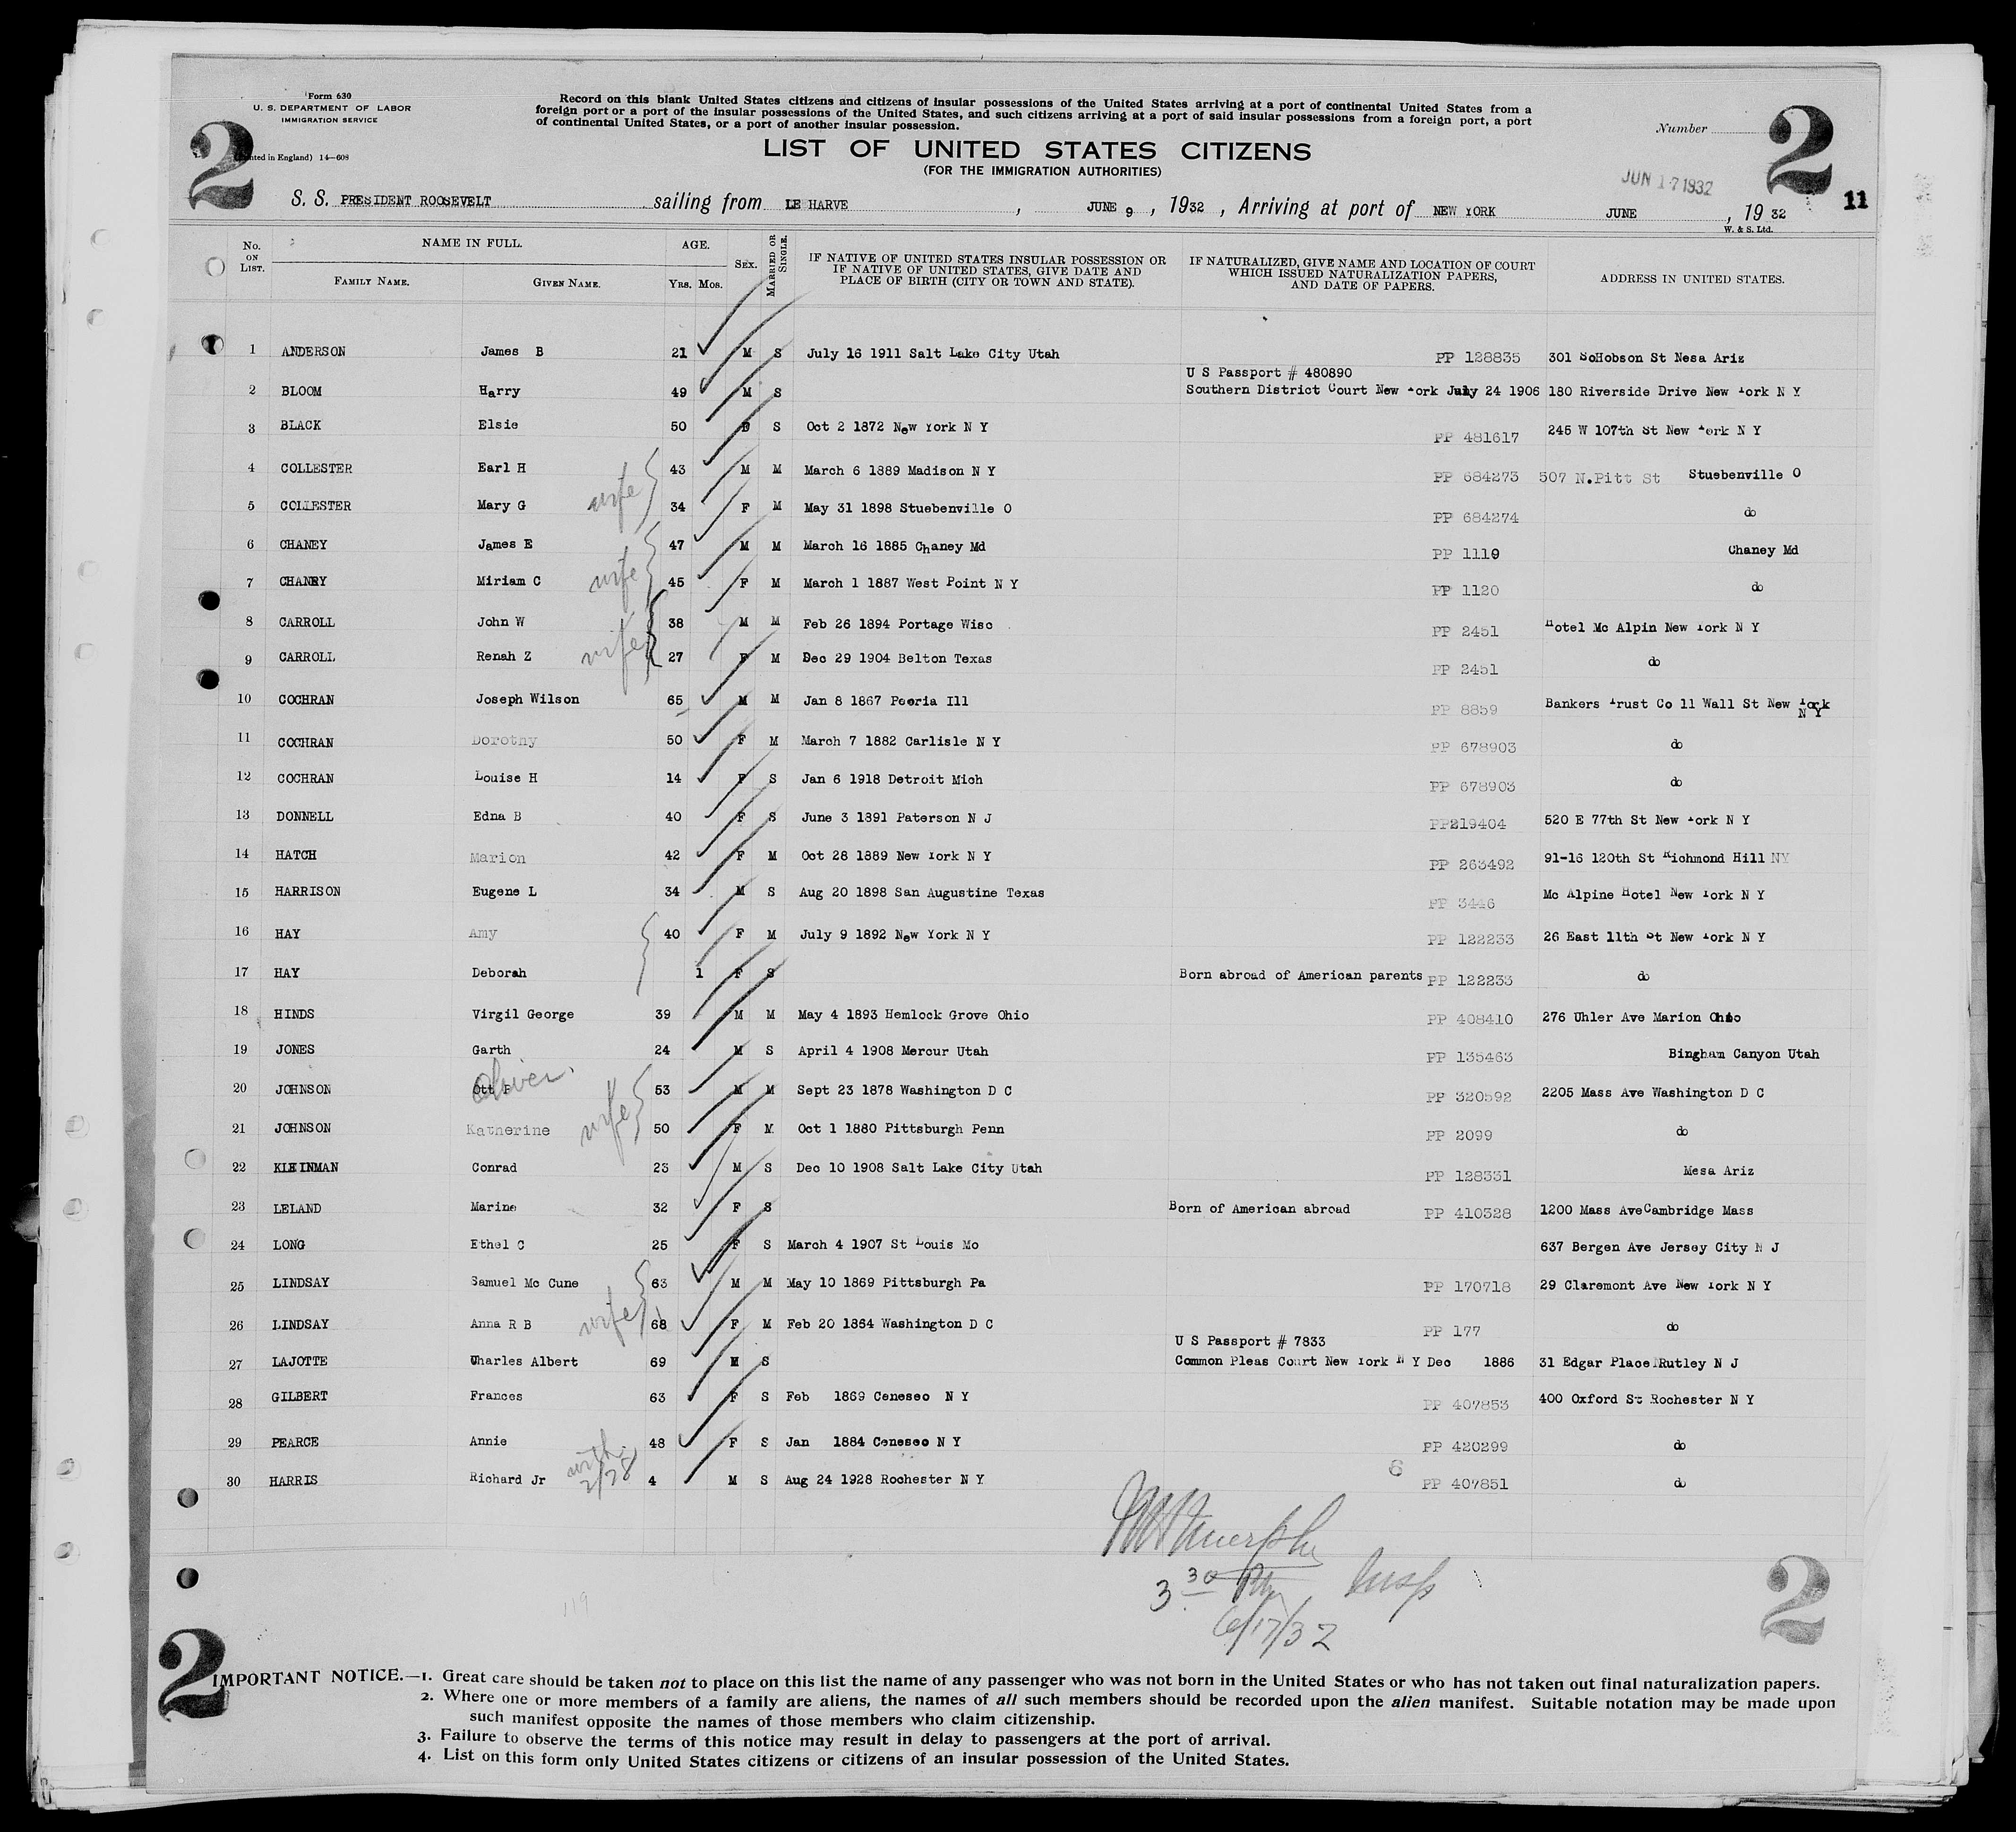 Form 630
U. S. DEPARTMENT OF LABOR
IMMIGRATION SERVICE
2
nted in England) 14—608
Record on this blank United States citizens and citizens of insular possessions of the United States arriving at a port of continental United States from a
foreign port or a port of the insular possessions of the United States, and such citizens arriving at a port of said insular possessions from a foreign port, a port
of continental United States, or a port of another insular possession.
Number
2
LIST OF UNITED STATES CITIZENS
(FOR THE IMMIGRATION AUTHORITIES)
JUN 17 1932
11
S. S. PRESIDENT ROOSEVELT sailing from LE HARVE , JUNE 9 , 1932 , Arriving at port of NEW YORK JUNE , 19 32
W. & S. Ltd.
No. ON LIST. NAME IN FULL. FAMILY NAME. GIVEN NAME. AGE. YRS. MOS. SEX. MARRIED OR SINGLE. IF NATIVE OF UNITED STATES INSULAR POSSESSION OR IF NATIVE OF UNITED STATES, GIVE DATE AND PLACE OF BIRTH (CITY OR TOWN AND STATE). IF NATURALIZED, GIVE NAME AND LOCATION OF COURT WHICH ISSUED NATURALIZATION PAPERS, AND DATE OF PAPERS. ADDRESS IN UNITED STATES.
1 ANDERSON James B 21 M S July 16 1911 Salt Lake City Utah PP 128835 301 SoHobson St Nesa Ariz
U S Passport # 480890
2 BLOOM Harry 49 M S Southern District Court New York July 24 1906 180 Riverside Drive New York N Y
3 BLACK Elsie 50 S Oct 2 1872 New York N Y PP 481617 245 W 107th St New York N Y
4 COLLESTER Earl H 43 M M March 6 1889 Madison N Y PP 684273 507 N.Pitt St Stuebenville O
5 COLLESTER Mary G wife 34 F M May 31 1898 Stuebenville O PP 684274 do
6 CHANEY James E 47 M M March 16 1885 Chaney Md PP 1119 Chaney Md
7 CHANEY Miriam C wife 45 F M March 1 1887 West Point N Y PP 1120 do
8 CARROLL John W 38 M M Feb 26 1894 Portage Wisc PP 2451 Hotel Mc Alpin New York N Y
9 CARROLL Renah Z wife 27 F M Dec 29 1904 Belton Texas PP 2451 do
10 COCHRAN Joseph Wilson 65 M M Jan 8 1867 Peoria Ill PP 8859 Bankers Trust Co 11 Wall St New York N Y
11 COCHRAN Dorothy 50 F M March 7 1882 Carlisle N Y PP 678903 do
12 COCHRAN Louise H 14 F S Jan 6 1918 Detroit Mich PP 678903 do
13 DONNELL Edna B 40 F S June 3 1891 Paterson N J PP219404 520 E 77th St New York N Y
14 HATCH Marion 42 F M Oct 28 1889 New York N Y PP 263492 91-16 120th St Richmond Hill NY
15 HARRISON Eugene L 34 M S Aug 20 1898 San Augustine Texas PP 3446 Mc Alpine Hotel New York N Y
16 HAY Amy 40 F M July 9 1892 New York N Y PP 122233 26 East 11th St New York N Y
17 HAY Deborah 1 F S Born abroad of American parents PP 122233 do
18 HINDS Virgil George 39 M M May 4 1893 Hemlock Grove Ohio PP 408410 276 Uhler Ave Marion Ohio
19 JONES Garth 24 M S April 4 1908 Mercur Utah PP 135463 Bingham Canyon Utah
20 JOHNSON Oliver 53 M M Sept 23 1878 Washington D C PP 320592 2205 Mass Ave Washington D C
21 JOHNSON Katherine wife 50 F M Oct 1 1880 Pittsburgh Penn PP 2099 do
22 KLEINMAN Conrad 23 M S Dec 10 1908 Salt Lake City Utah PP 128331 Mesa Ariz
23 LELAND Marine 32 F S Born of American abroad PP 410328 1200 Mass AveCambridge Mass
24 LONG Ethel C 25 F S March 4 1907 St Louis Mo 637 Bergen Ave Jersey City N J
25 LINDSAY Samuel Mc Cune 63 M M May 10 1869 Pittsburgh Pa PP 170718 29 Claremont Ave New York N Y
26 LINDSAY Anna R B wife 68 F M Feb 20 1864 Washington D C PP 177 do
U S Passport # 7833
27 LAJOTTE Charles Albert 69 M S Common Pleas Court New York N Y Dec 1886 31 Edgar Place Rutley N J
28 GILBERT Frances 63 F S Feb 1869 Ceneseo N Y PP 407853 400 Oxford St Rochester N Y
29 PEARCE Annie 48 F S Jan 1884 Ceneseo N Y PP 420299 do
30 HARRIS Richard Jr with 2/28 4 M S Aug 24 1928 Rochester N Y 6 PP 407851 do
Murphy
3 30 PM Insp
6/17/32
119
2
2
IMPORTANT NOTICE.—1. Great care should be taken not to place on this list the name of any passenger who was not born in the United States or who has not taken out final naturalization papers.
2. Where one or more members of a family are aliens, the names of all such members should be recorded upon the alien manifest. Suitable notation may be made upon
such manifest opposite the names of those members who claim citizenship.
3. Failure to observe the terms of this notice may result in delay to passengers at the port of arrival.
4. List on this form only United States citizens or citizens of an insular possession of the United States.